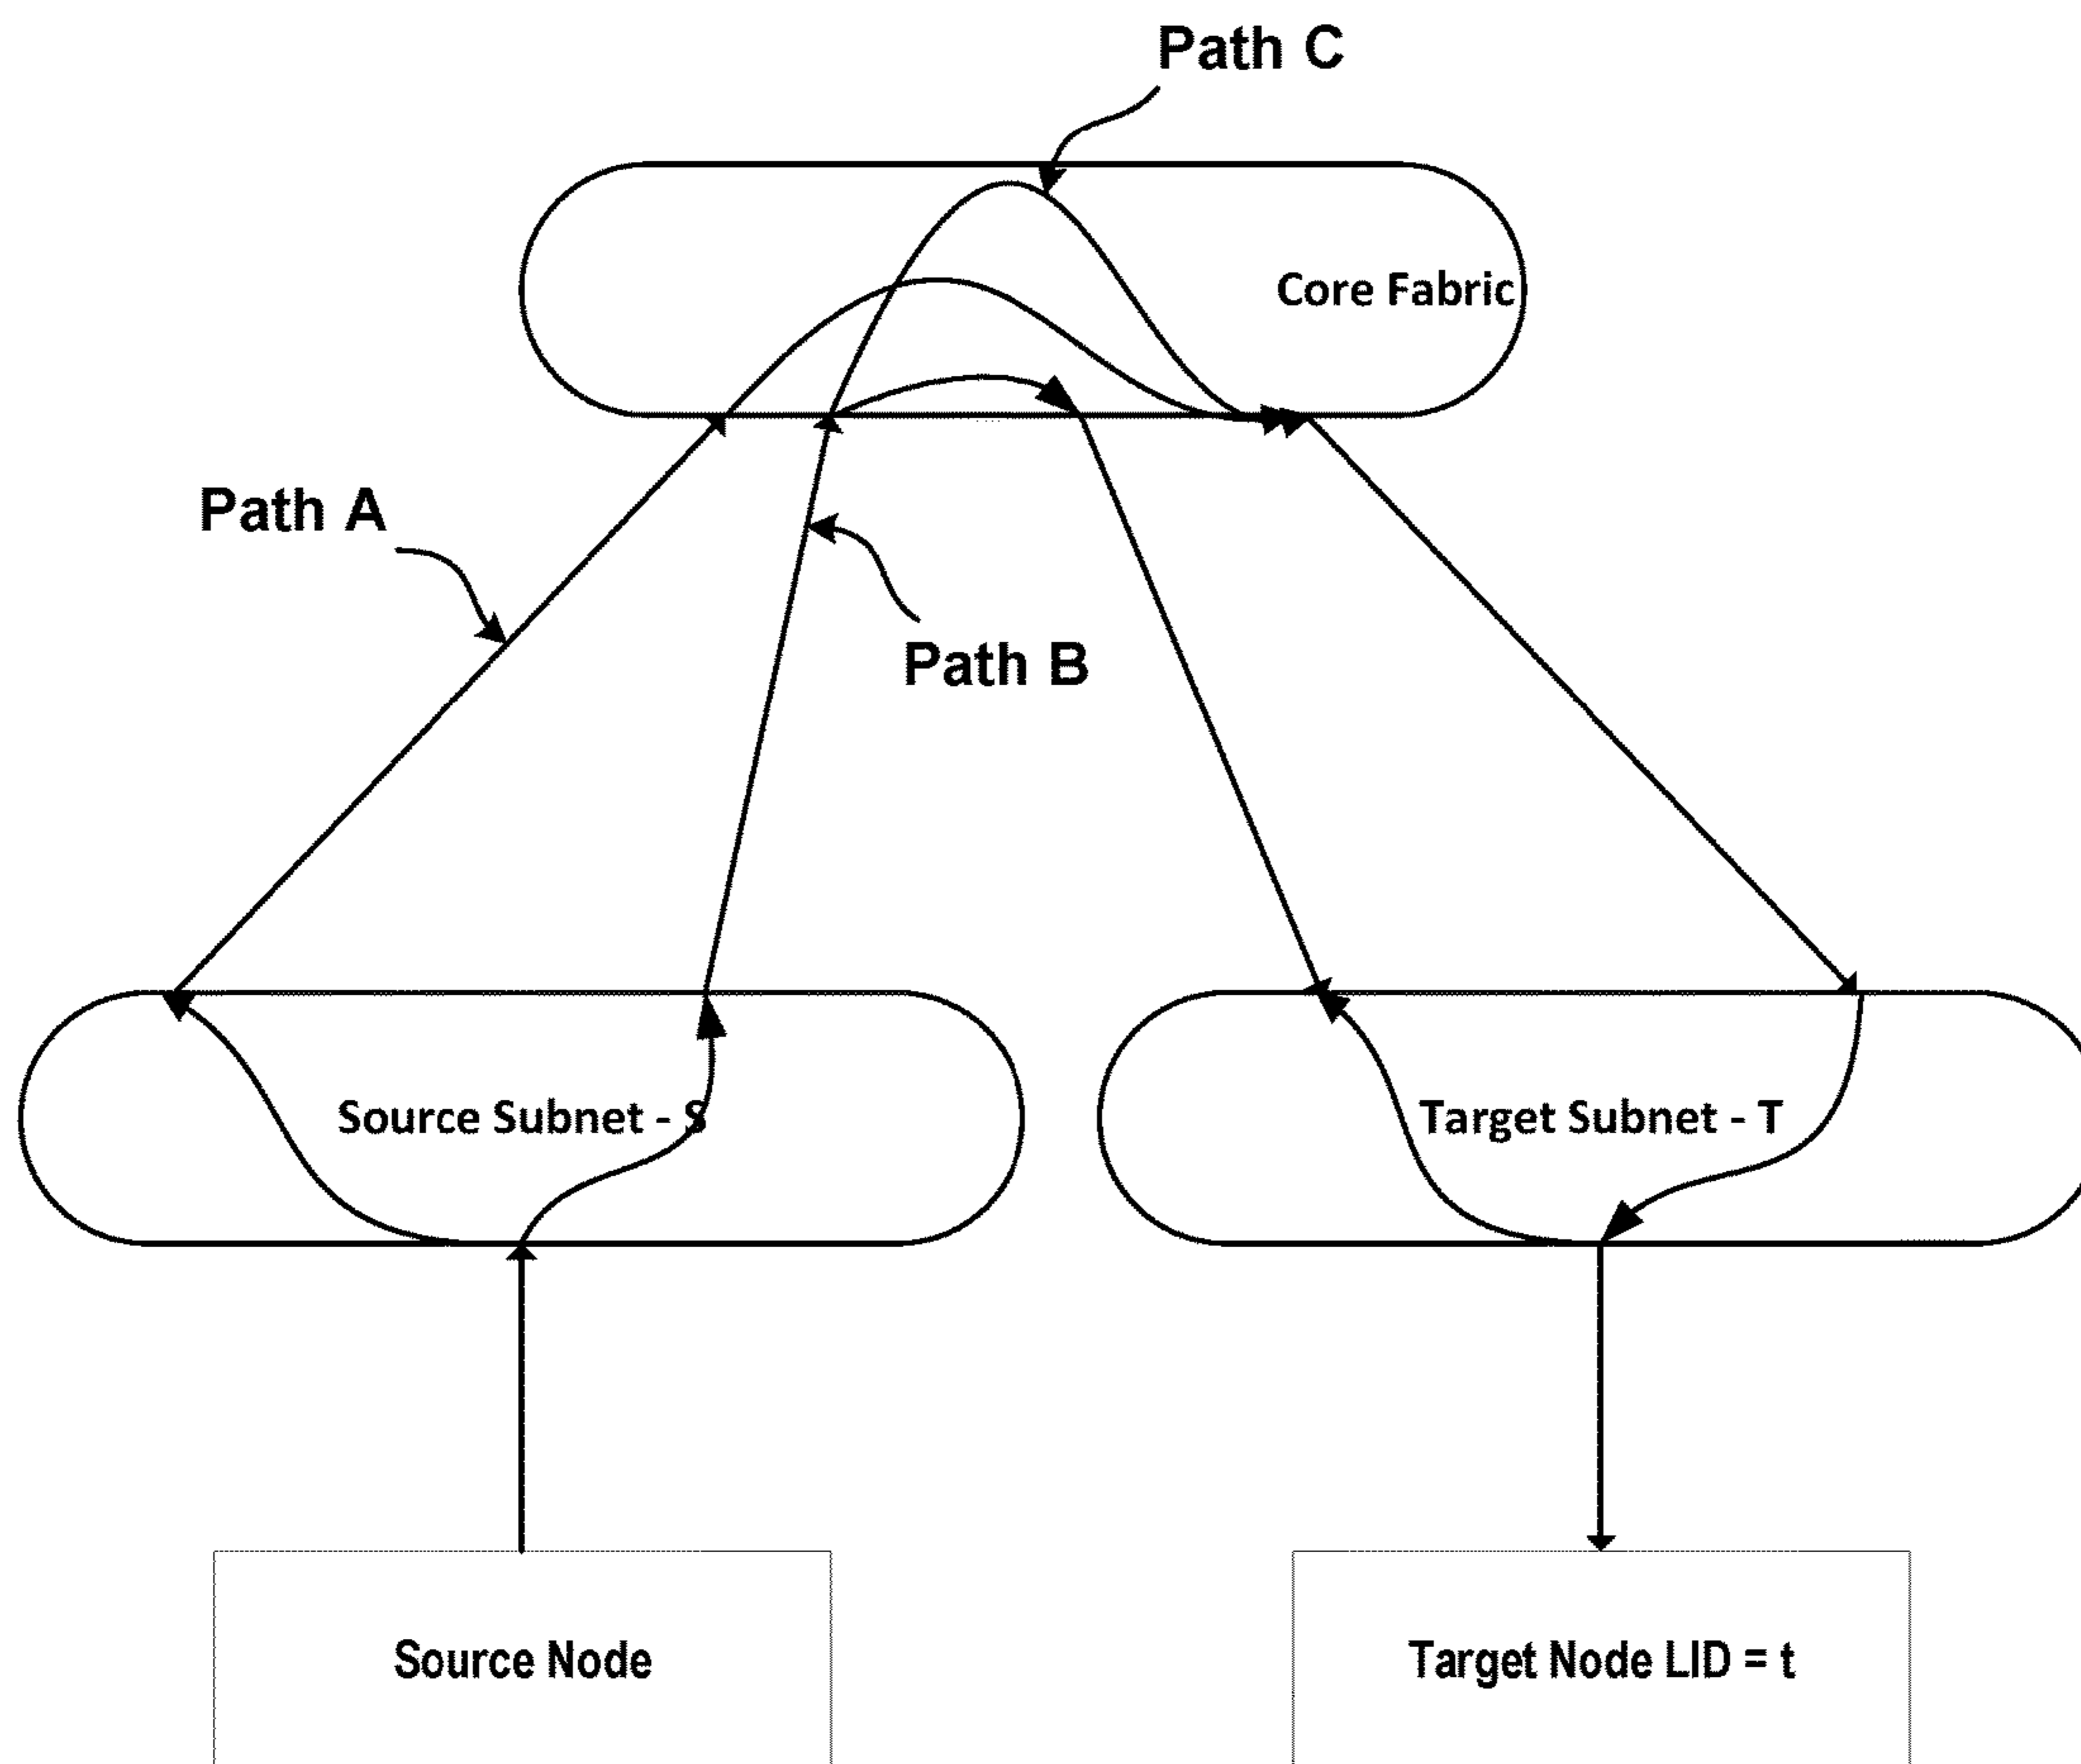 Path C
Core Fabric
Path A
Path B
Source Subnet - S
Target Subnet - T
Source Node
Target Node LID = t